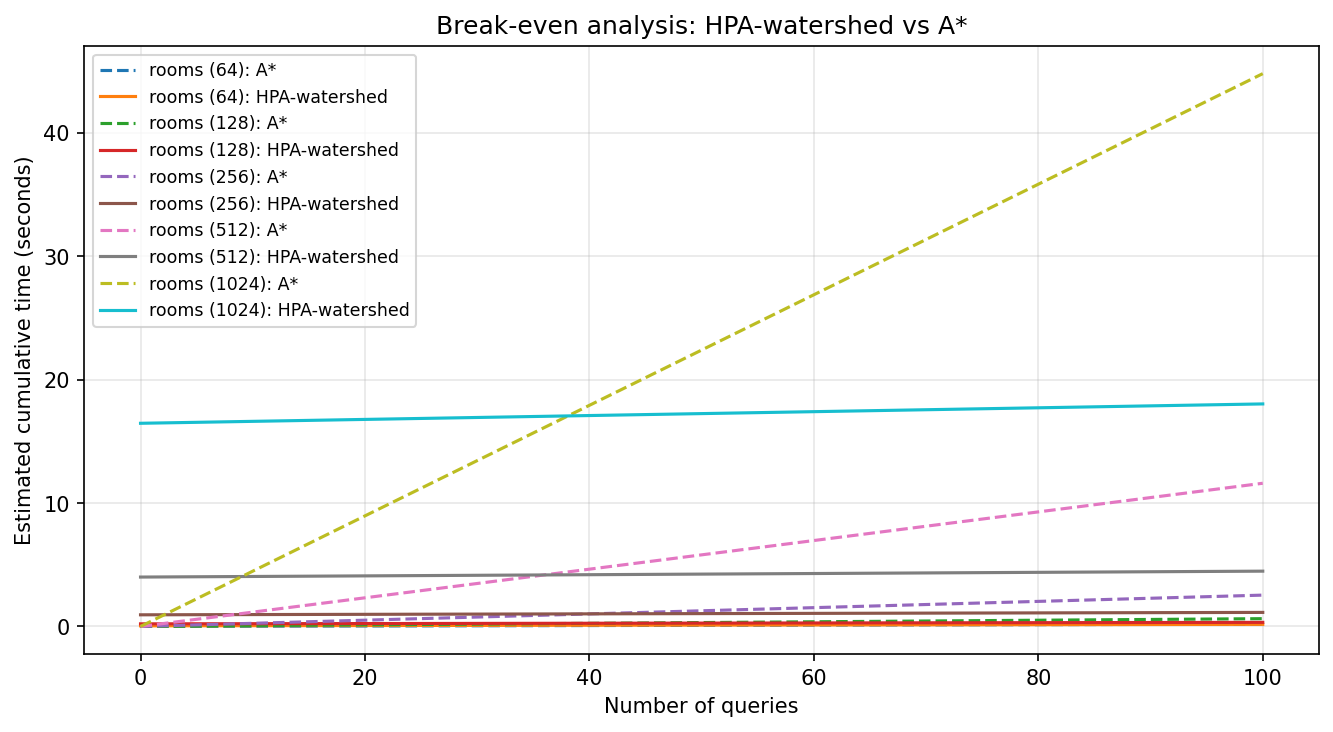 Break-even analysis: HPA-watershed vs A*
rooms (64): A*
rooms (64): HPA-watershed
rooms (128): A*
rooms (128): HPA-watershed
rooms (256): A*
rooms (256): HPA-watershed
rooms (512): A*
rooms (512): HPA-watershed
rooms (1024): A*
rooms (1024): HPA-watershed
Estimated cumulative time (seconds)
40
30
20
10
0
0 20 40 60 80 100
Number of queries